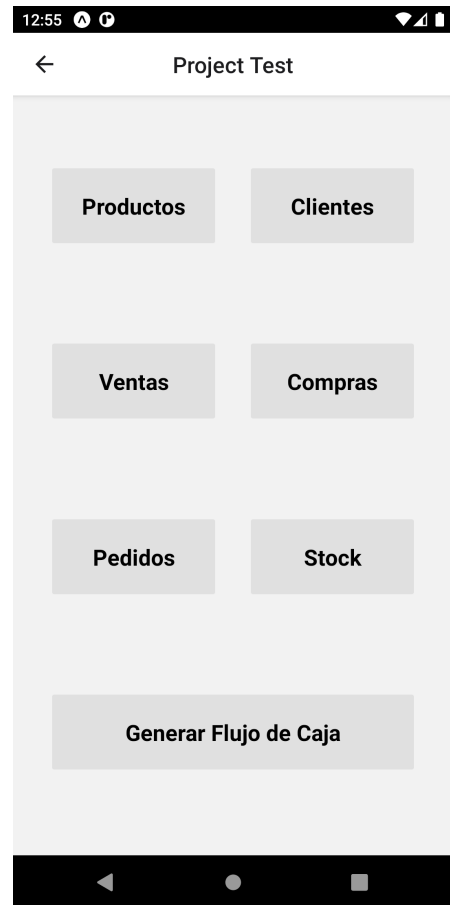 12:55
Project Test
Productos
Clientes
Ventas
Compras
Pedidos
Stock
Generar Flujo de Caja